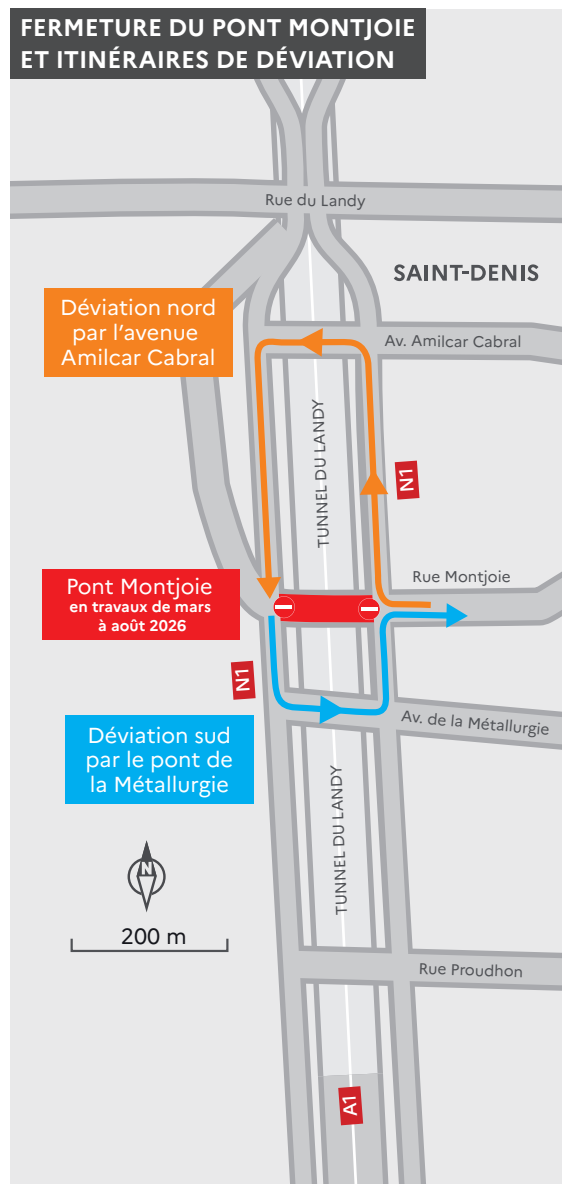 FERMETURE DU PONT MONTJOIE
ET ITINÉRAIRES DE DÉVIATION
Rue du Landy
SAINT-DENIS
Déviation nord
par l'avenue
Amilcar Cabral
Av. Amilcar Cabral
TUNNEL DU LANDY
N1
Rue Montjoie
Pont Montjoie
en travaux de mars
à août 2026
N1
Av. de la Métallurgie
Déviation sud
par le pont de
la Métallurgie
TUNNEL DU LANDY
N
200 m
Rue Proudhon
A1